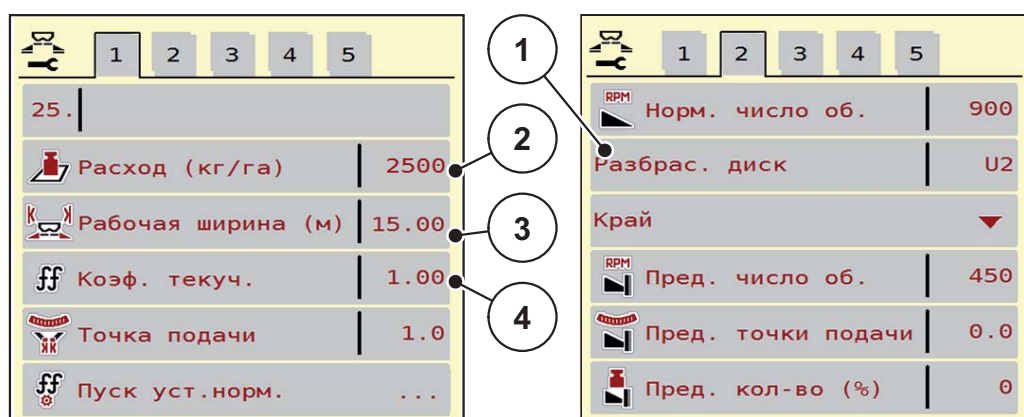 1 2 3 4 5
25.
Расход (кг/га) 2500
Рабочая ширина (м) 15.00
Коэф. текуч. 1.00
Точка подачи 1.0
Пуск уст.норм. ...
1
2
3
4
1 2 3 4 5
RPM Норм. число об. 900
Разбрас. диск U2
Край
RPM Пред. число об. 450
Пред. точки подачи 0.0
Пред. кол-во (%) 0